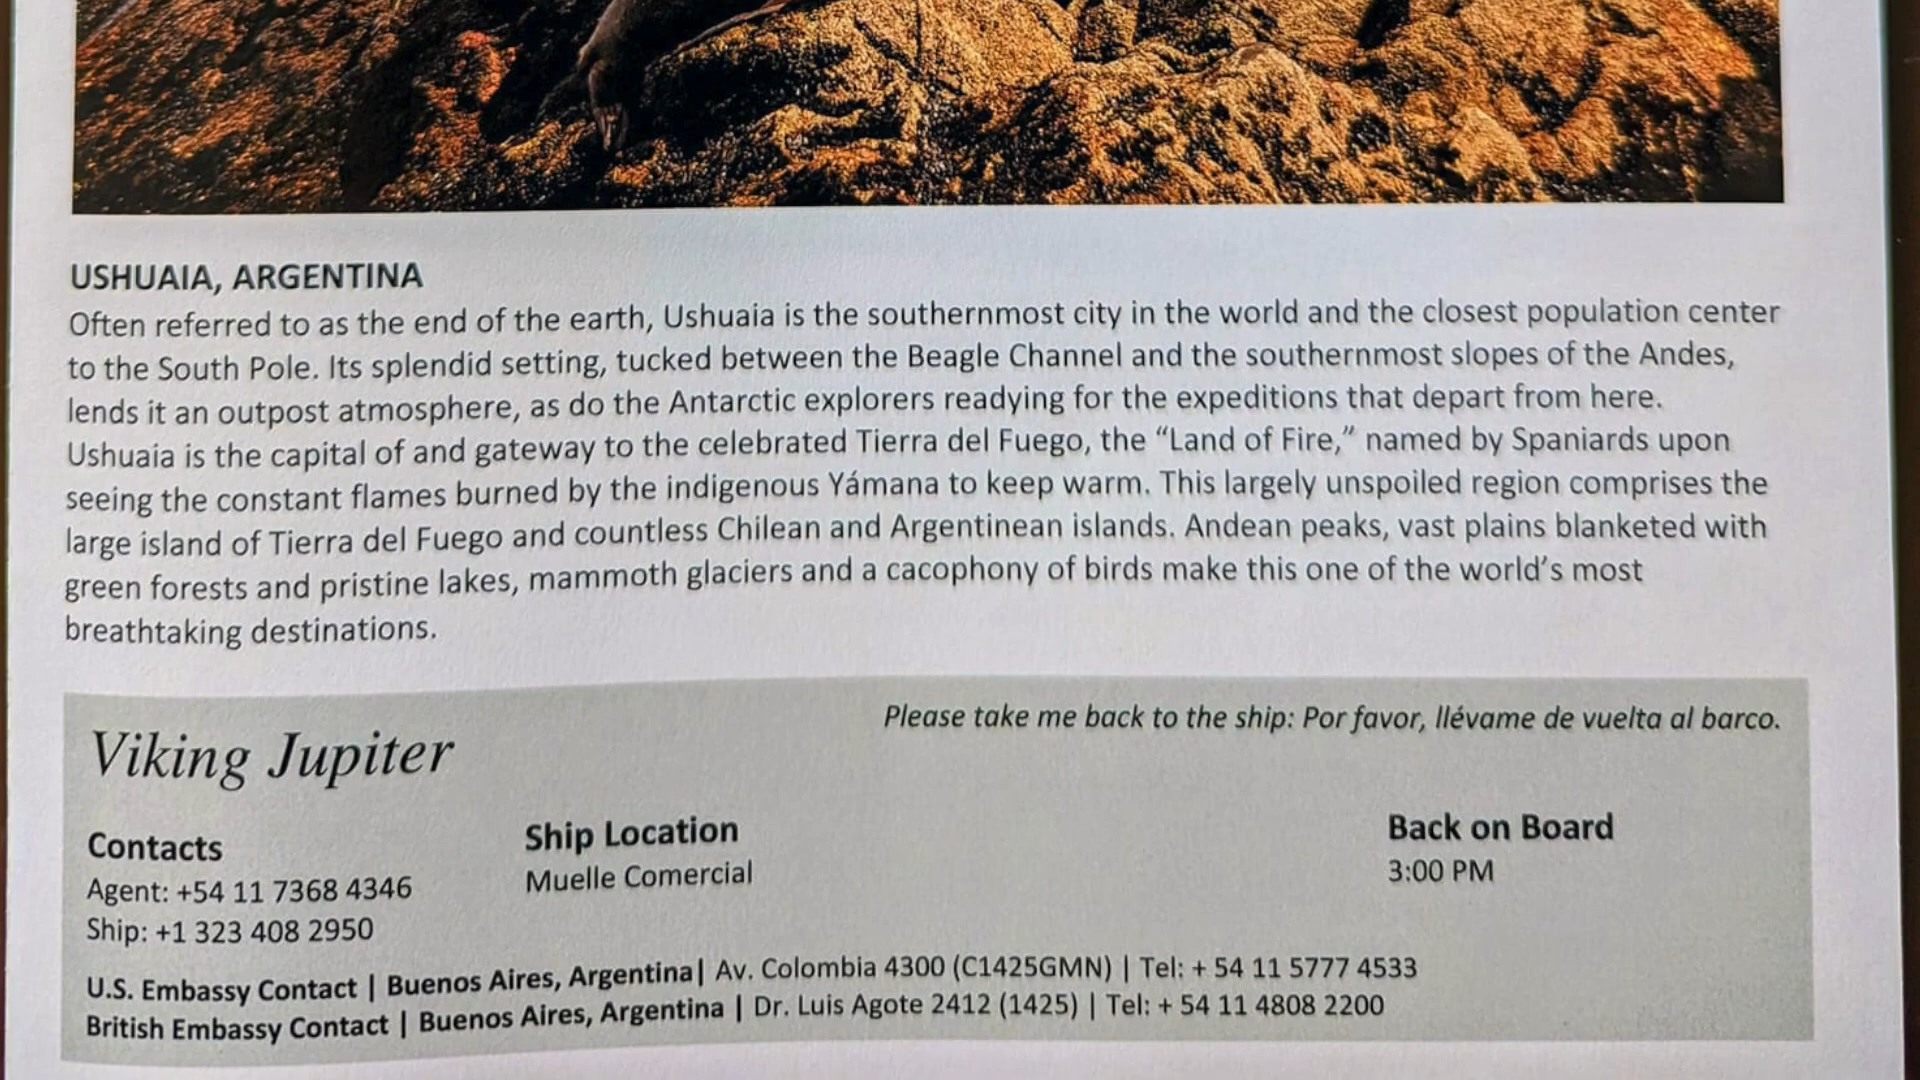 USHUAIA, ARGENTINA
Often referred to as the end of the earth, Ushuaia is the southernmost city in the world and the closest population center
to the South Pole. Its splendid setting, tucked between the Beagle Channel and the southernmost slopes of the Andes,
lends it an outpost atmosphere, as do the Antarctic explorers readying for the expeditions that depart from here.
Ushuaia is the capital of and gateway to the celebrated Tierra del Fuego, the “Land of Fire,” named by Spaniards upon
seeing the constant flames burned by the indigenous Yámana to keep warm. This largely unspoiled region comprises the
large island of Tierra del Fuego and countless Chilean and Argentinean islands. Andean peaks, vast plains blanketed with
green forests and pristine lakes, mammoth glaciers and a cacophony of birds make this one of the world’s most
breathtaking destinations.
Please take me back to the ship: Por favor, llévame de vuelta al barco.
Viking Jupiter
Contacts
Agent: +54 11 7368 4346
Ship: +1 323 408 2950
Ship Location
Muelle Comercial
Back on Board
3:00 PM
U.S. Embassy Contact | Buenos Aires, Argentina| Av. Colombia 4300 (C1425GMN) | Tel: + 54 11 5777 4533
British Embassy Contact | Buenos Aires, Argentina | Dr. Luis Agote 2412 (1425) | Tel: + 54 11 4808 2200